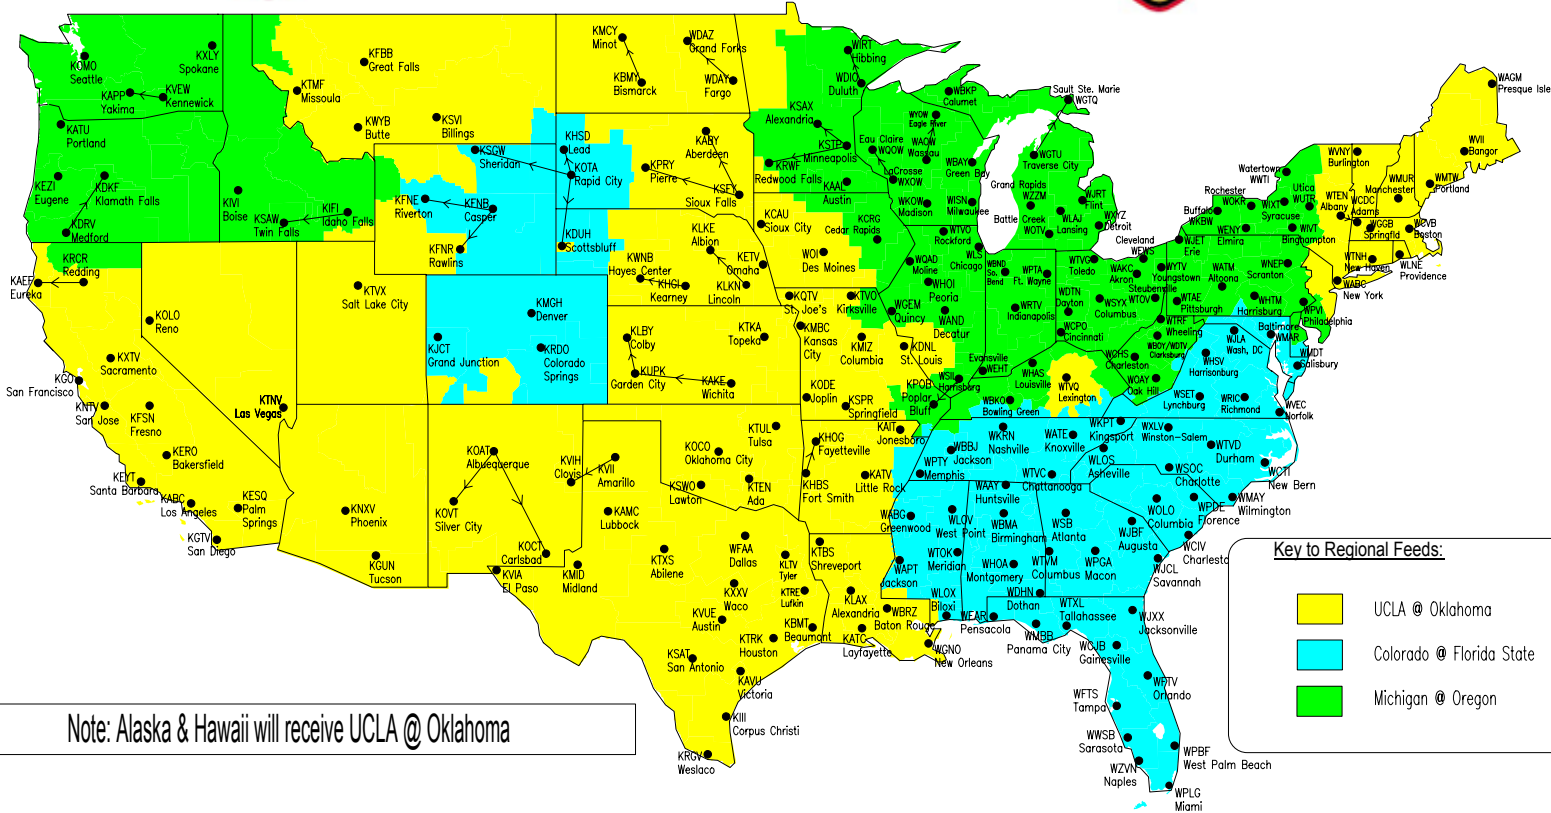 KOMO
Seattle
KXLY
Spokane
KAPP
Yakima
KVEW
Kennewick
KATU
Portland
KEZI
Eugene
KDKF
Klamath Falls
KDRV
Medford
KIVI
Boise
KIFI
Idaho Falls
KSAW
Twin Falls
KTMF
Missoula
KFBB
Great Falls
KWYB
Butte
KSVI
Billings
KMCY
Minot
KBMY
Bismarck
WDAZ
Grand Forks
WDAY
Fargo
KSGW
Sheridan
KHSD
Lead
KOTA
Rapid City
KFNE
Riverton
KFNB
Casper
KFNR
Rawlins
KDUH
Scottsbluff
KABY
Aberdeen
KPRY
Pierre
KSFY
Sioux Falls
KRCR
Redding
KAEF
Eureka
KOLO
Reno
KXTV
Sacramento
KGO
San Francisco
KNTV
San Jose
KFSN
Fresno
KERO
Bakersfield
KEYT
Santa Barbara
KABC
Los Angeles
KESQ
Palm
Springs
KGTV
San Diego
KTNV
Las Vegas
KTVX
Salt Lake City
KNXV
Phoenix
KGUN
Tucson
KMGH
Denver
KJCT
Grand Junction
KRDO
Colorado
Springs
KOAT
Albuquerque
KOVT
Silver City
KOCT
Carlsbad
KVIH
Clovis
KVII
Amarillo
KVIA
El Paso
KMID
Midland
KAMC
Lubbock
KTXS
Abilene
WFAA
Dallas
KXXV
Waco
KVUE
Austin
KSAT
San Antonio
KTRK
Houston
KAVU
Victoria
KIII
Corpus Christi
KRGV
Weslaco
KLTV
Tyler
KTRE
Lufkin
KBMT
Beaumont
KLKE
Albion
KWNB
Hayes Center
KHGI
Kearney
KETV
Omaha
KLKN
Lincoln
KLBY
Colby
KUPK
Garden City
KAKE
Wichita
KTKA
Topeka
KOCO
Oklahoma City
KTUL
Tulsa
KSWO
Lawton
KTEN
Ada
KSAX
Alexandria
KSTP
Minneapolis
KRWF
Redwood Falls
KAAL
Austin
WIRT
Hibbing
WDIO
Duluth
KCAU
Sioux City
KCRG
Cedar Rapids
WOI
Des Moines
KQTV
St. Joe's
KTVO
Kirksville
KMBC
Kansas
City
KMIZ
Columbia
KDNL
St. Louis
KODE
Joplin
KSPR
Springfield
KPOB
Poplar
Bluff
KAIT
Jonesboro
KHOG
Fayetteville
KHBS
Fort Smith
KATV
Little Rock
KTBS
Shreveport
KLAX
Alexandria
WBRZ
Baton Rouge
KATC
Layfayette
WGNO
New Orleans
WBKP
Calumet
WYOW
Eagle River
Eau Claire
WQOW
WAOW
Wassau
LaCrosse
WXOW
WBAY
Green Bay
WKOW
Madison
WISN
Milwaukee
Sault Ste. Marie
WGTQ
WGTU
Traverse City
Grand Rapids
WZZM
Battle Creek
WOTV
WLAJ
Lansing
WJRT
Flint
WXYZ
Detroit
WTVO
Rockford
WLS
Chicago
WQAD
Moline
WHOI
Peoria
WGEM
Quincy
WAND
Decatur
WSIL
Harrisburg
WBND
So.
Bend
WPTA
Ft. Wayne
WRTV
Indianapolis
Evansville
WEHT
WTVG
Toledo
Cleveland
WEWS
WAKC
Akron
WYTV
Youngstown
Steubenville
WTOV
WDTN
Dayton
WSYX
Columbus
WCPO
Cincinnati
WHAS
Louisville
WTVQ
Lexington
WBKO
Bowling Green
WCHS
Charleston
WOAY
Oak Hill
WTRF
Wheeling
WBOY/WDTV
Clarksburg
WJET
Erie
WTAE
Pittsburgh
WATM
Altoona
WHTM
Harrisburg
WNEP
Scranton
WPVI
Philadelphia
Buffalo
WKBW
Rochester
WOKR
Watertown
WWTI
WIXT
Syracuse
Utica
WUTR
WENY
Elmira
WIVT
Binghampton
WTEN
Albany
WCDC
Adams
WABC
New York
WVNY
Burlington
WMUR
Manchester
WMTW
Portland
WVII
Bangor
WAGM
Presque Isle
WCVB
Boston
WGGB
Springfld
WTNH
New Haven
WLNE
Providence
Baltimore
WMAR
WJLA
Wash, DC
WMDT
Salisbury
WHSV
Harrisonburg
WSET
Lynchburg
WRIC
Richmond
WVEC
Norfolk
WPTY
Memphis
WBBJ
Jackson
WKRN
Nashville
WATE
Knoxville
WKPT
Kingsport
WTVC
Chattanooga
WLOS
Asheville
WXLV
Winston-Salem
WTVD
Durham
WSOC
Charlotte
WCTI
New Bern
WMAY
Wilmington
WOLO
Columbia
WPDE
Florence
WCIV
Charlesto
WABG
Greenwood
WLOV
West Point
WTOK
Meridian
WAPT
Jackson
WLOX
Biloxi
WAAY
Huntsville
WBMA
Birmingham
WHOA
Montgomery
WDHN
Dothan
WEAR
Pensacola
WSB
Atlanta
WJBF
Augusta
WTVM
Columbus
WPGA
Macon
WJCL
Savannah
WTXL
Tallahassee
WMBB
Panama City
WJXX
Jacksonville
WCJB
Gainesville
WFTV
Orlando
WFTS
Tampa
WWSB
Sarasota
WZVN
Naples
WPBF
West Palm Beach
WPLG
Miami
Key to Regional Feeds:
UCLA @ Oklahoma
Colorado @ Florida State
Michigan @ Oregon
Note: Alaska & Hawaii will receive UCLA @ Oklahoma